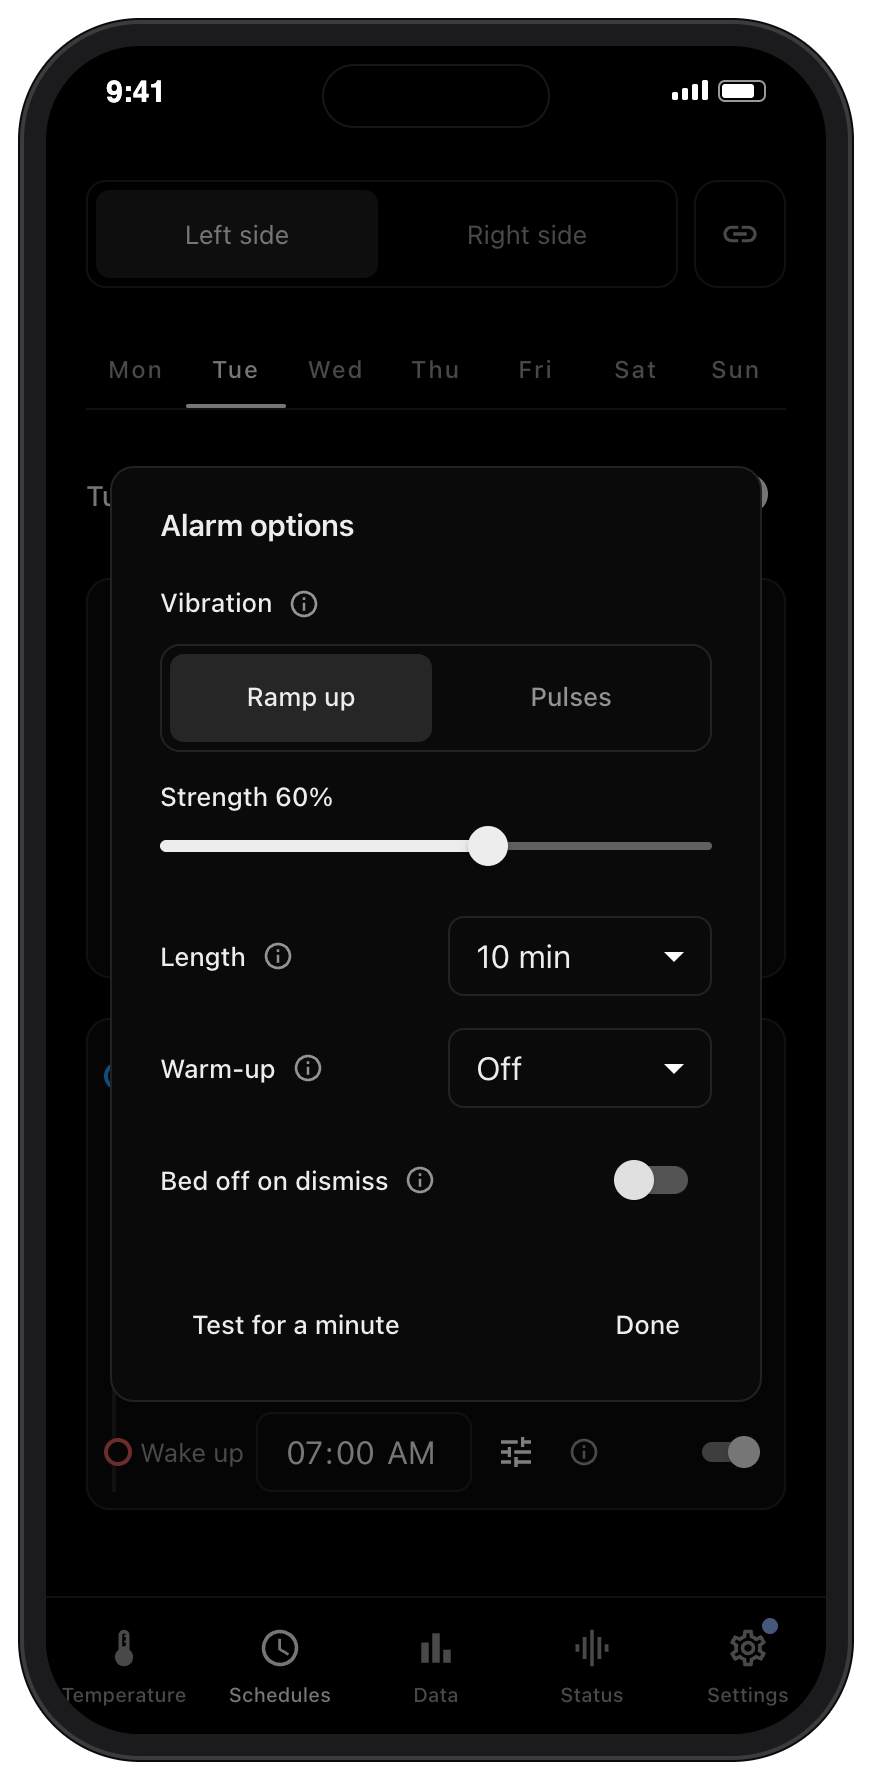 9:41
Left side Right side
Mon Tue Wed Thu Fri Sat Sun
Alarm options
Vibration
Ramp up Pulses
Strength 60%
Length 10 min
Warm-up Off
Bed off on dismiss
Test for a minute Done
Wake up 07:00 AM
Temperature Schedules Data Status Settings